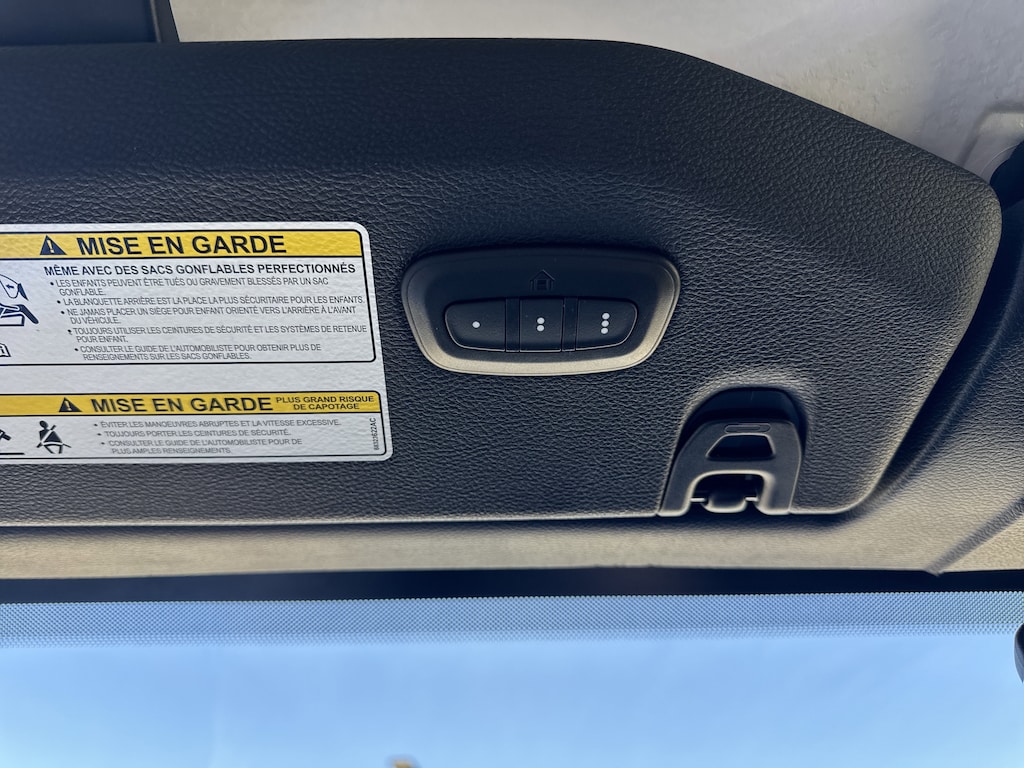 MISE EN GARDE
MÊME AVEC DES SACS GONFLABLES PERFECTIONNÉS
• LES ENFANTS PEUVENT ÊTRE TUÉS OU GRAVEMENT BLESSÉS PAR UN SAC
GONFLABLE.
• LA BLANQUETTE ARRIÈRE EST LA PLACE LA PLUS SÉCURITAIRE POUR LES ENFANTS.
• NE JAMAIS PLACER UN SIÈGE POUR ENFANT ORIENTÉ VERS L'ARRIÈRE À L'AVANT
DU VÉHICULE.
• TOUJOURS UTILISER LES CEINTURES DE SÉCURITÉ ET LES SYSTÈMES DE RETENUE
POUR ENFANT.
• CONSULTER LE GUIDE DE L'AUTOMOBILISTE POUR OBTENIR PLUS DE
RENSEIGNEMENTS SUR LES SACS GONFLABLES.
MISE EN GARDE PLUS GRAND RISQUE
DE CAPOTAGE
• ÉVITER LES MANOEUVRES ABRUPTES ET LA VITESSE EXCESSIVE.
• TOUJOURS PORTER LES CEINTURES DE SÉCURITÉ.
• CONSULTER LE GUIDE DE L'AUTOMOBILISTE POUR DE
PLUS AMPLES RENSEIGNEMENTS.